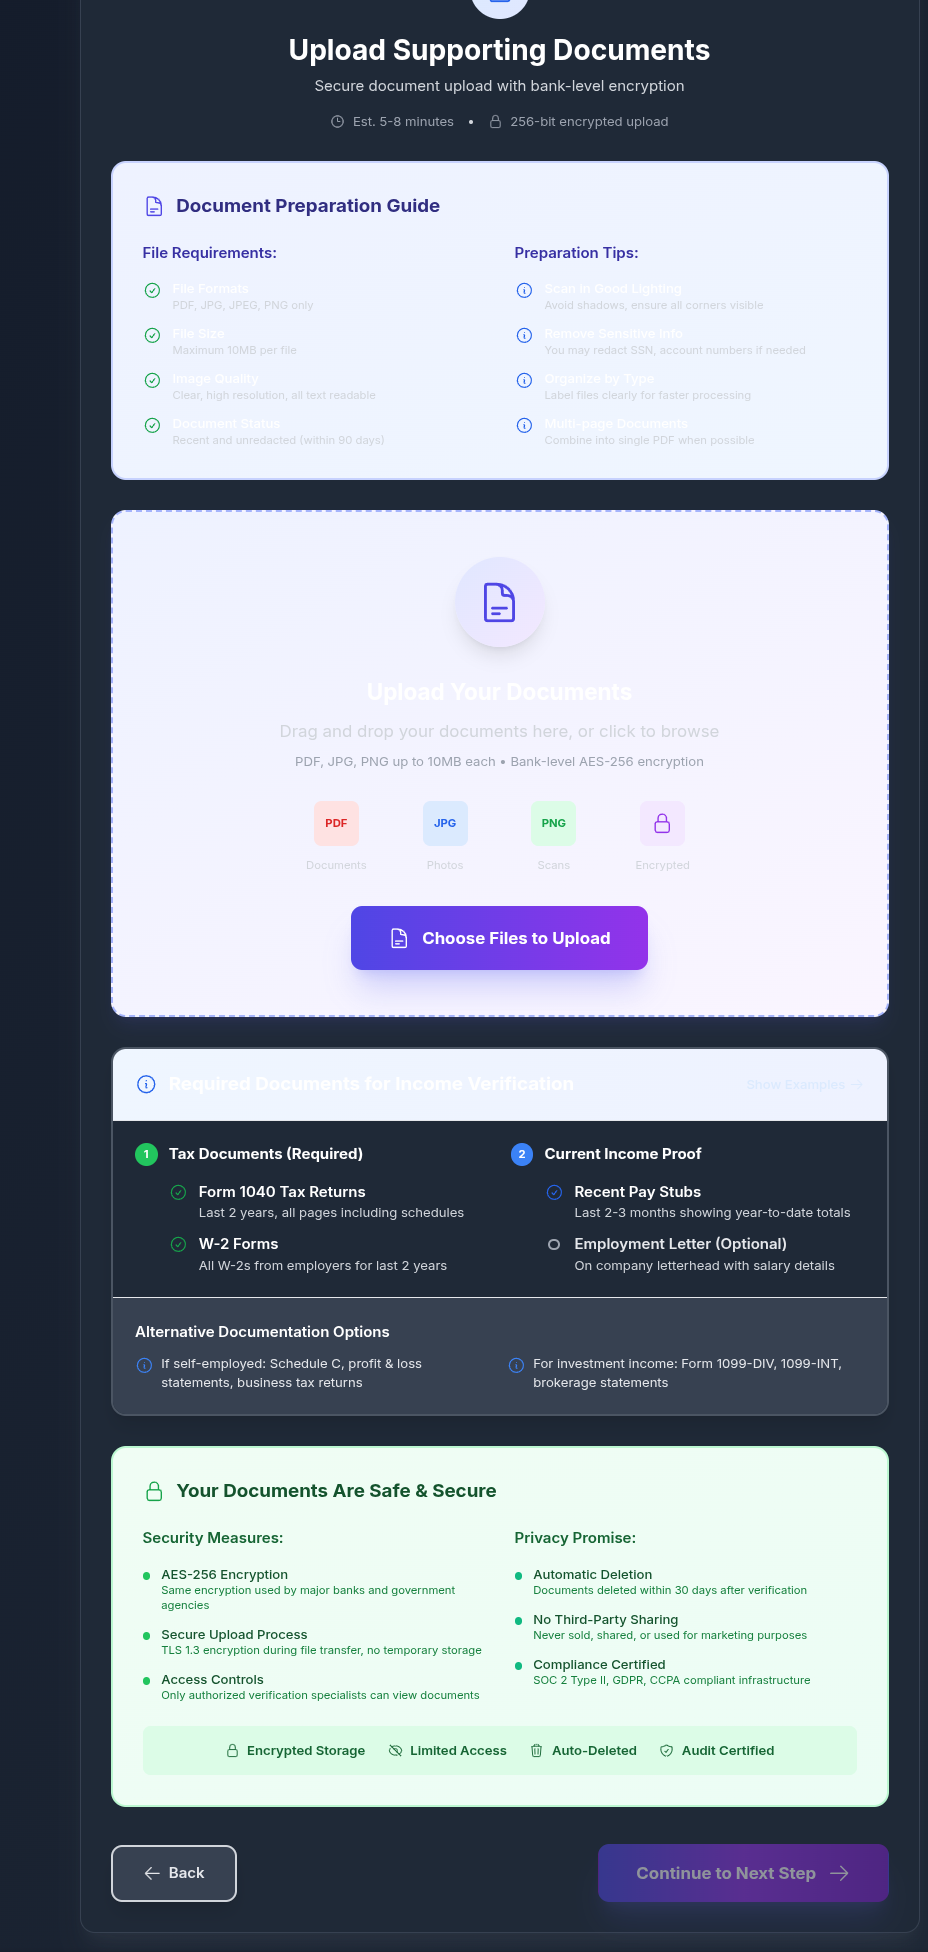 Upload Supporting Documents
Secure document upload with bank-level encryption
Est. 5-8 minutes • 256-bit encrypted upload
Document Preparation Guide
File Requirements:
File Formats
PDF, JPG, JPEG, PNG only
File Size
Maximum 10MB per file
Image Quality
Clear, high resolution, all text readable
Document Status
Recent and unredacted (within 90 days)
Preparation Tips:
Scan in Good Lighting
Avoid shadows, ensure all corners visible
Remove Sensitive Info
You may redact SSN, account numbers if needed
Organize by Type
Label files clearly for faster processing
Multi-page Documents
Combine into single PDF when possible
Upload Your Documents
Drag and drop your documents here, or click to browse
PDF, JPG, PNG up to 10MB each • Bank-level AES-256 encryption
PDF
Documents
JPG
Photos
PNG
Scans
Encrypted
Choose Files to Upload
Required Documents for Income Verification
Show Examples →
1 Tax Documents (Required)
Form 1040 Tax Returns
Last 2 years, all pages including schedules
W-2 Forms
All W-2s from employers for last 2 years
2 Current Income Proof
Recent Pay Stubs
Last 2-3 months showing year-to-date totals
Employment Letter (Optional)
On company letterhead with salary details
Alternative Documentation Options
If self-employed: Schedule C, profit & loss
statements, business tax returns
For investment income: Form 1099-DIV, 1099-INT,
brokerage statements
Your Documents Are Safe & Secure
Security Measures:
AES-256 Encryption
Same encryption used by major banks and government
agencies
Secure Upload Process
TLS 1.3 encryption during file transfer, no temporary storage
Access Controls
Only authorized verification specialists can view documents
Privacy Promise:
Automatic Deletion
Documents deleted within 30 days after verification
No Third-Party Sharing
Never sold, shared, or used for marketing purposes
Compliance Certified
SOC 2 Type II, GDPR, CCPA compliant infrastructure
Encrypted Storage
Limited Access
Auto-Deleted
Audit Certified
Back
Continue to Next Step